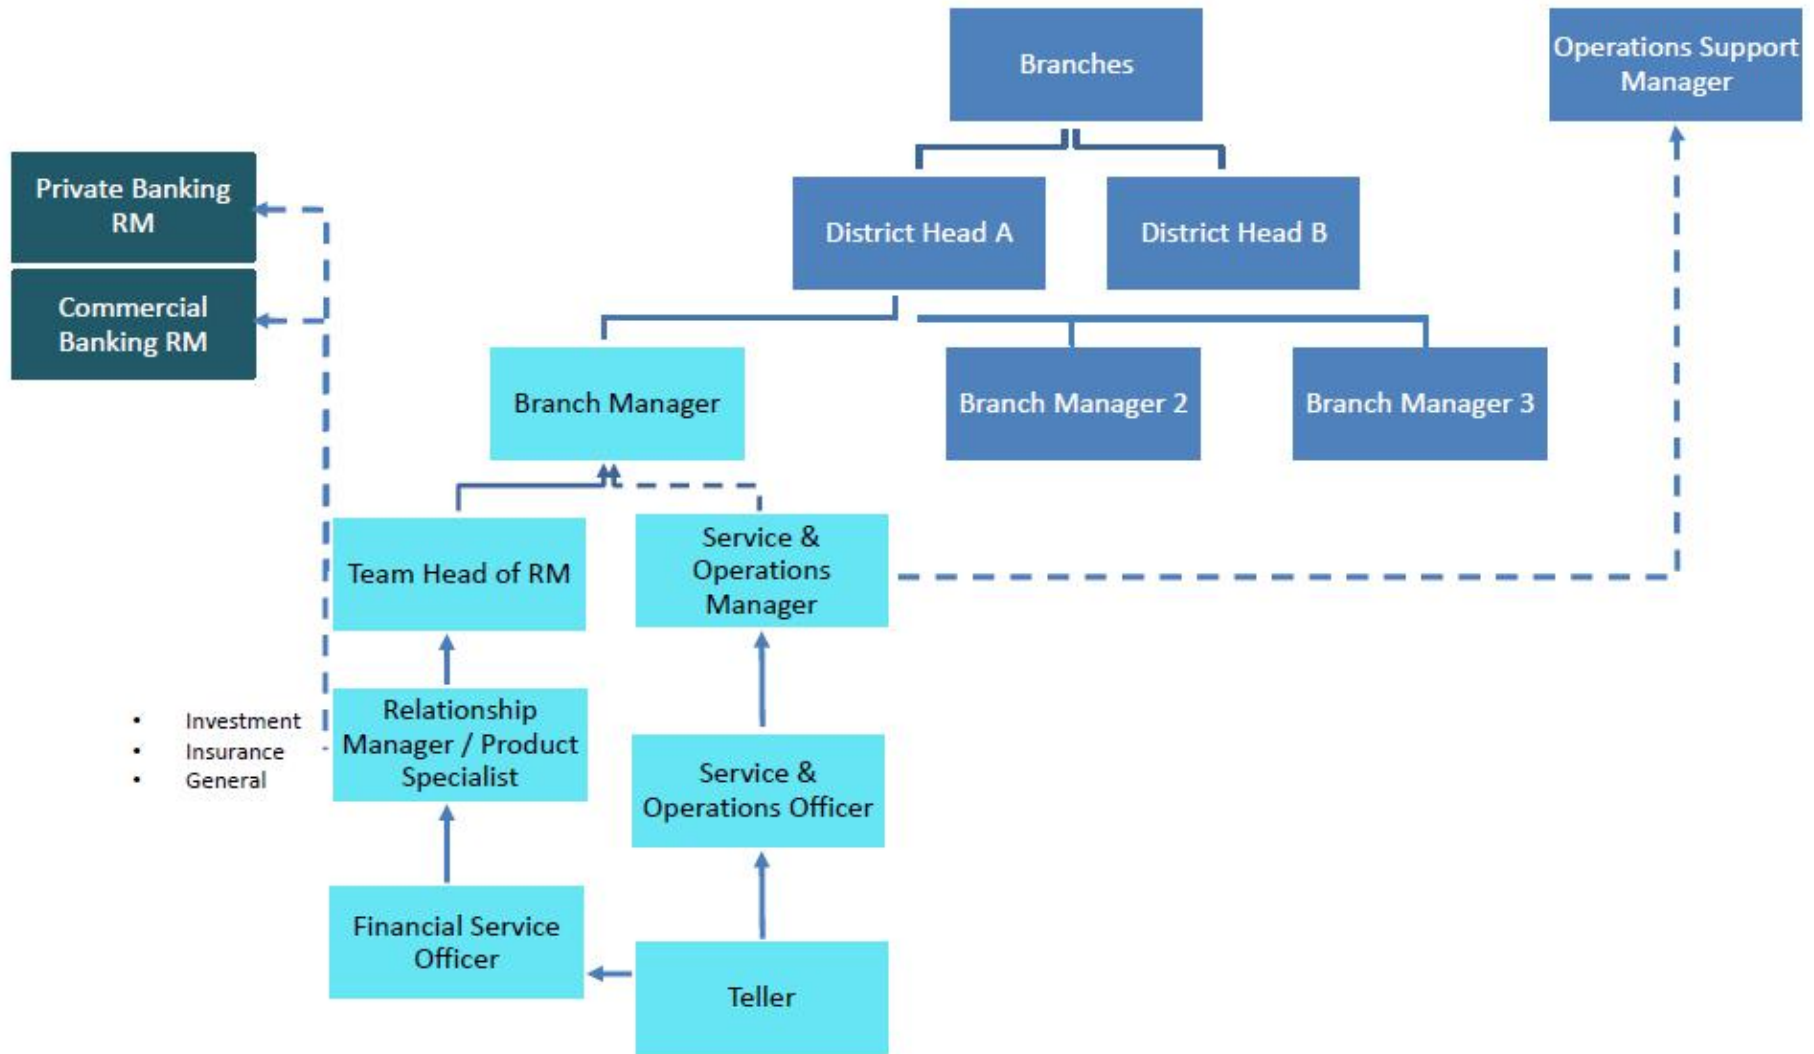 Branches
Operations Support
Manager
Private Banking
RM
District Head A
District Head B
Commercial
Banking RM
Branch Manager
Branch Manager 2
Branch Manager 3
Team Head of RM
Service &
Operations
Manager
• Investment
• Insurance
• General
Relationship
Manager / Product
Specialist
Service &
Operations Officer
Financial Service
Officer
Teller